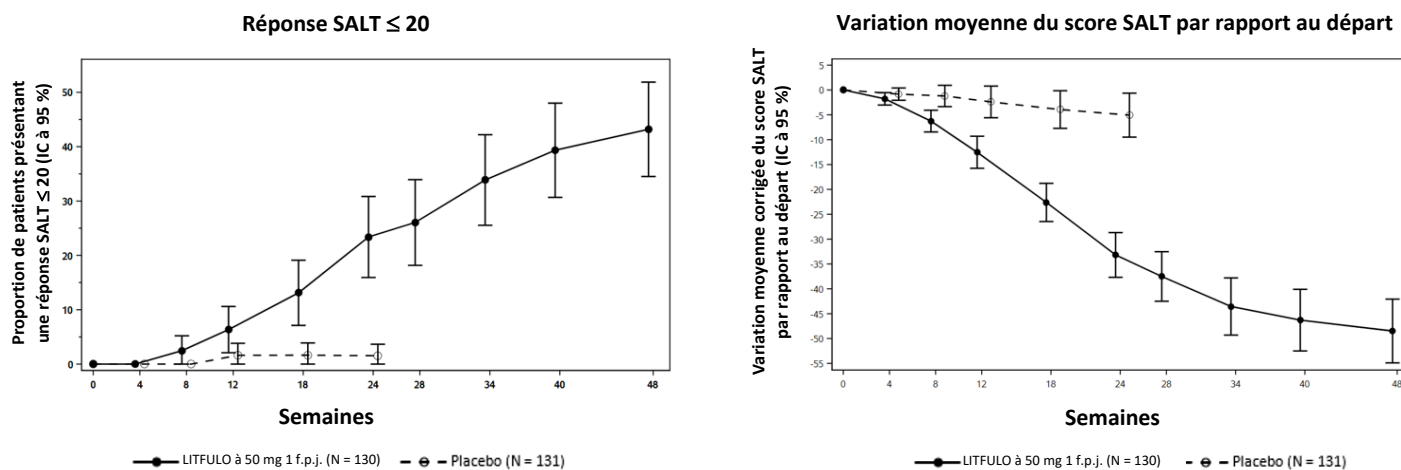 Réponse SALT ≤ 20
Proportion de patients présentant
une réponse SALT ≤ 20 (IC à 95 %)
50
40
30
20
10
0
0 4 8 12 18 24 28 34 40 48
Semaines
LITFULO à 50 mg 1 f.p.j. (N = 130) Placebo (N = 131)
Variation moyenne du score SALT par rapport au départ
Variation moyenne corrigée du score SALT
par rapport au départ (IC à 95 %)
5
0
-5
-10
-15
-20
-25
-30
-35
-40
-45
-50
-55
0 4 8 12 18 24 28 34 40 48
Semaines
LITFULO à 50 mg 1 f.p.j. (N = 130) Placebo (N = 131)